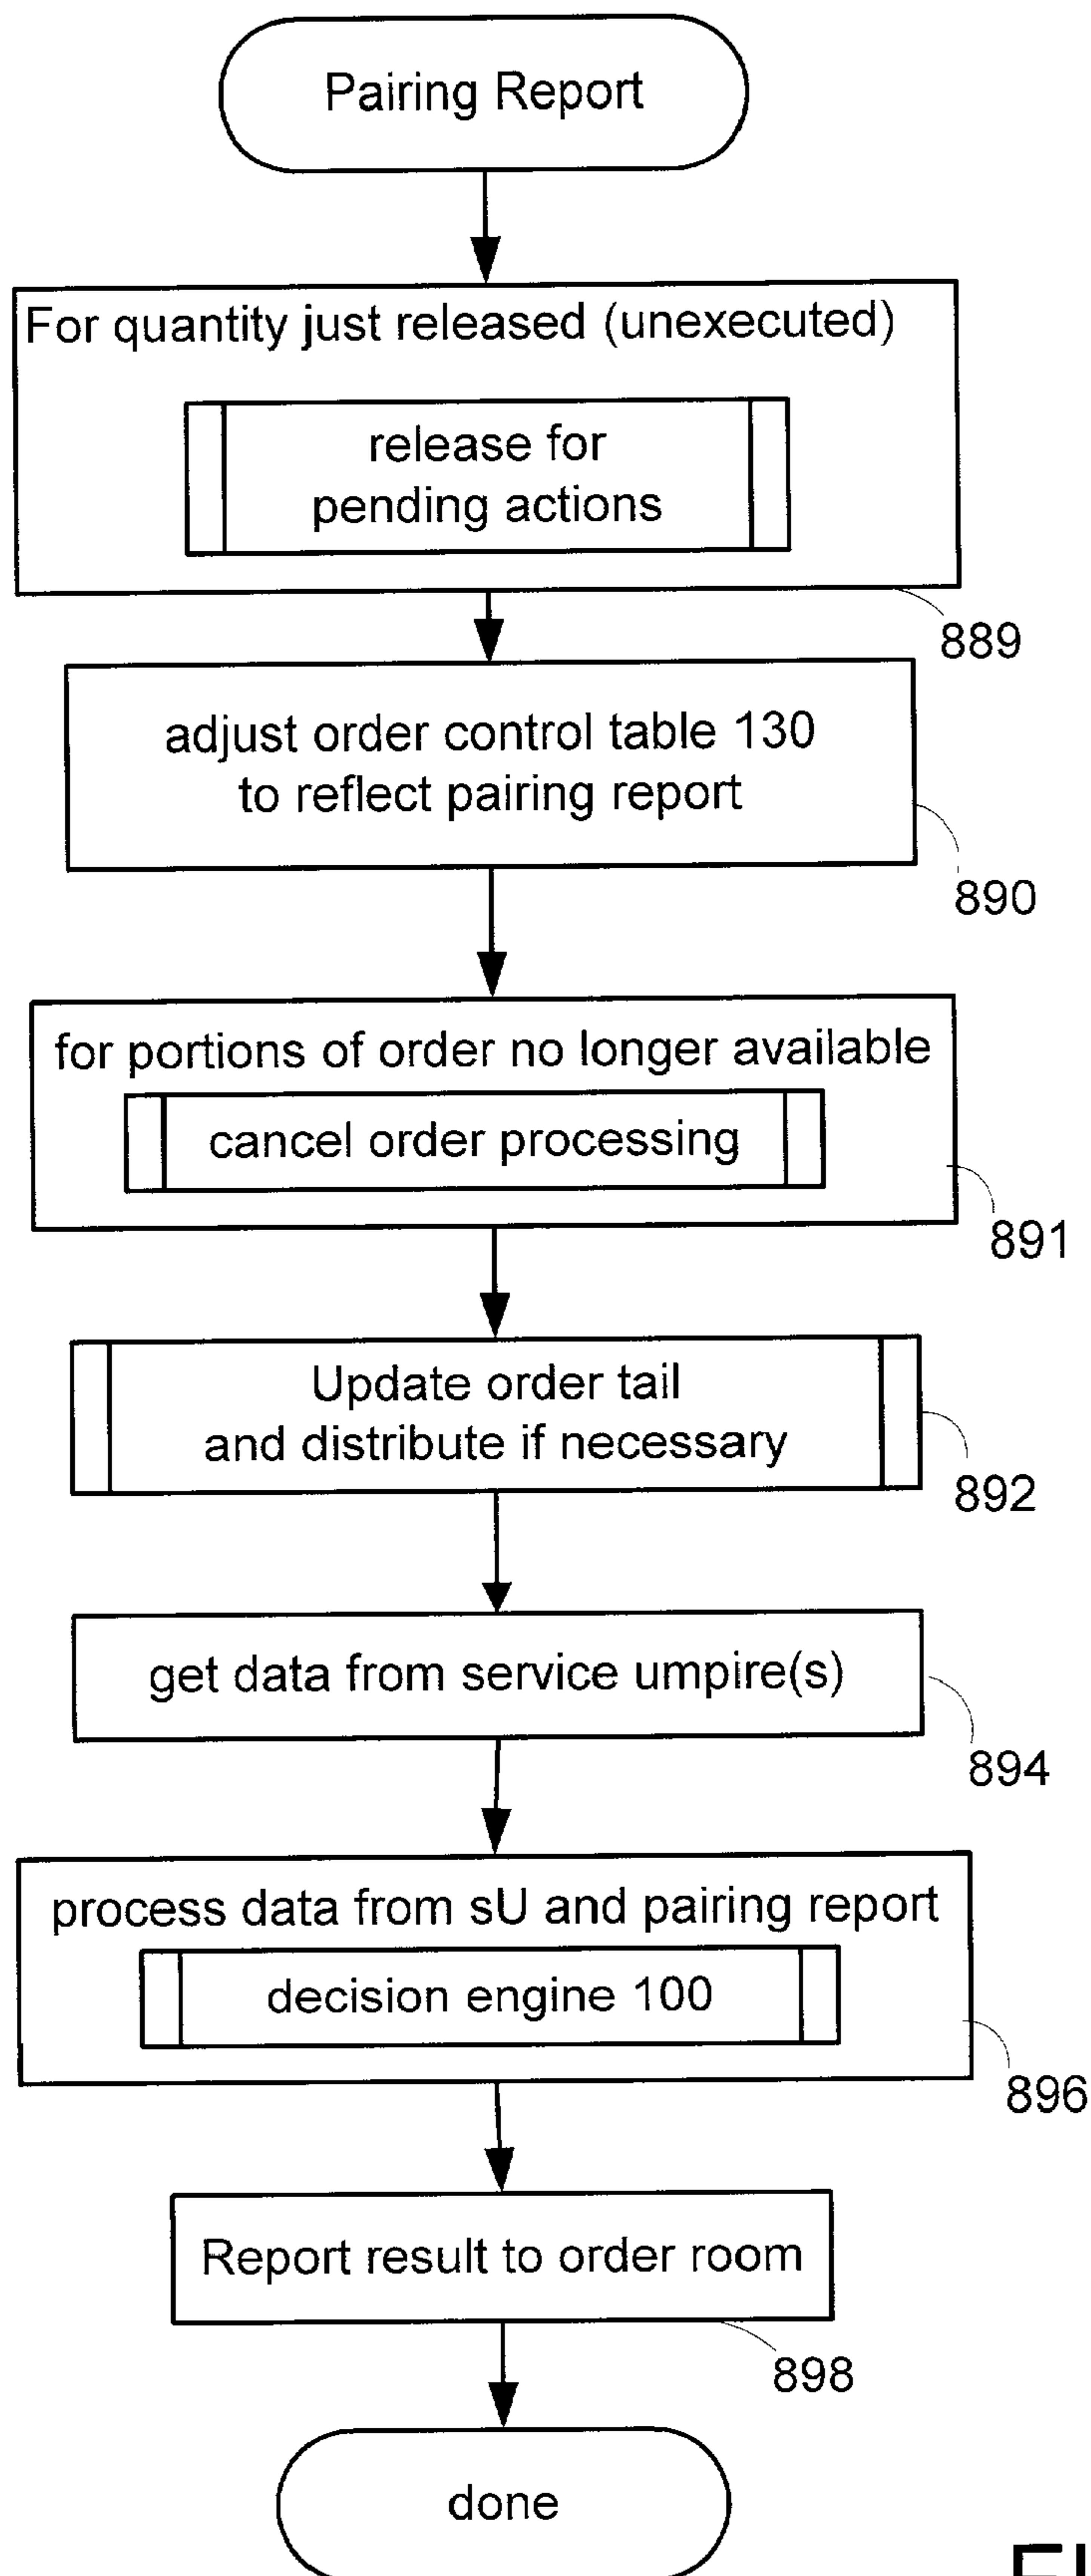 Pairing Report
For quantity just released (unexecuted)
release for
pending actions
889
adjust order control table 130
to reflect pairing report
890
for portions of order no longer available
cancel order processing
891
Update order tail
and distribute if necessary
892
get data from service umpire(s)
894
process data from sU and pairing report
decision engine 100
896
Report result to order room
898
done